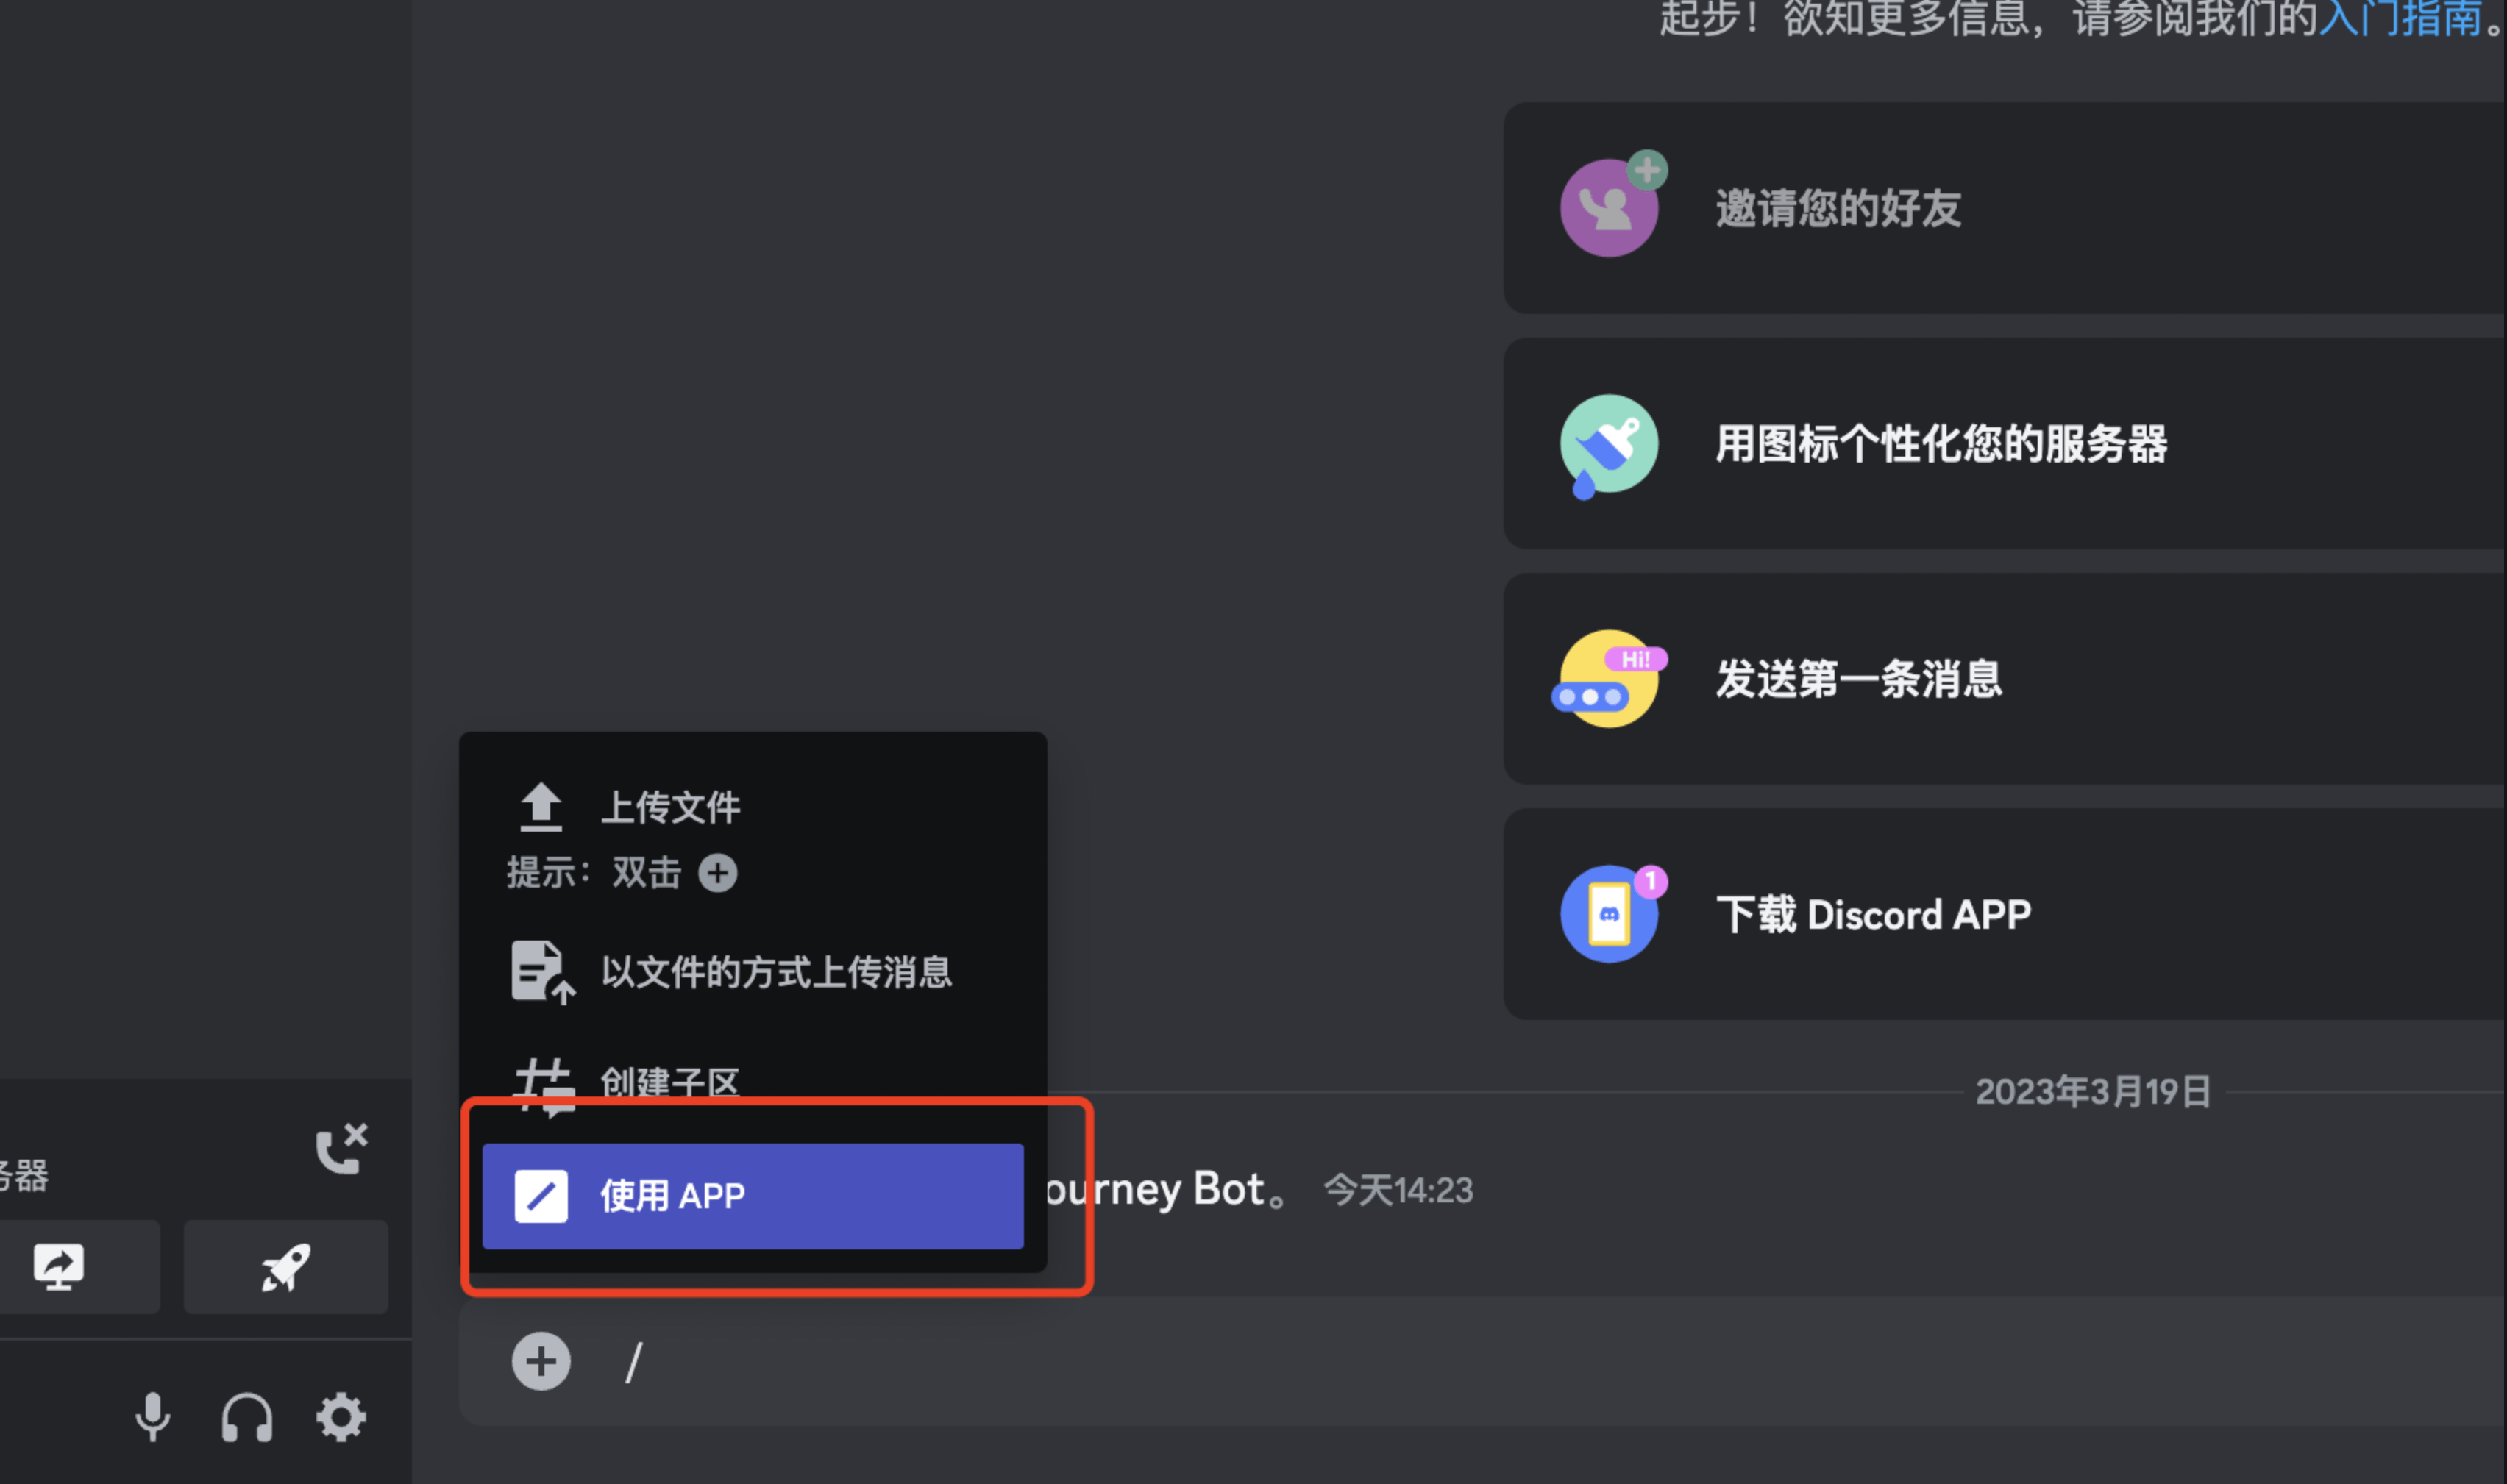 起步！欲知更多信息，请参阅我们的入门指南。
邀请您的好友
用图标个性化您的服务器
Hi!
发送第一条消息
1
下载 Discord APP
上传文件
提示：双击
以文件的方式上传消息
创建子区
使用 APP
2023年3月19日
ourney Bot。 今天14:23
务器
/